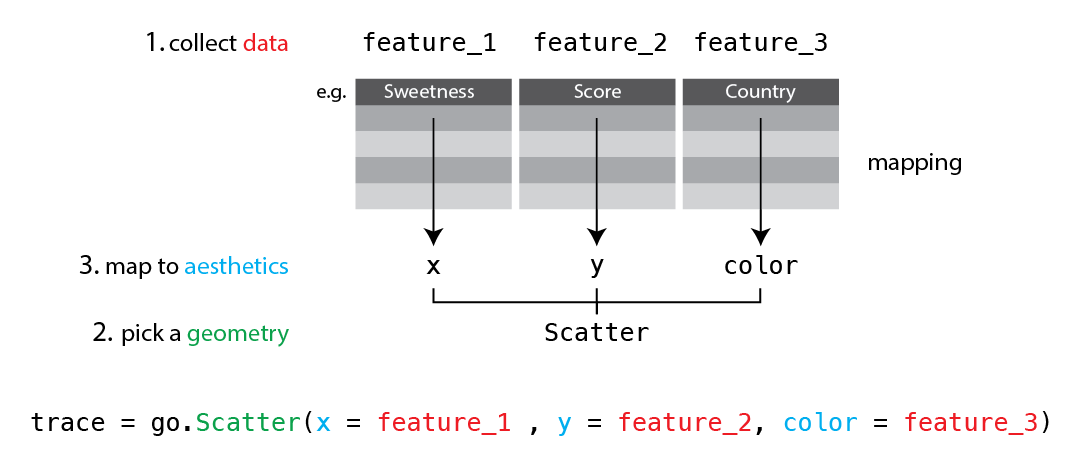 1. collect data feature_1 feature_2 feature_3
e.g. Sweetness Score Country
mapping
3. map to aesthetics x y color
2. pick a geometry Scatter
trace = go.Scatter(x = feature_1 , y = feature_2, color = feature_3)